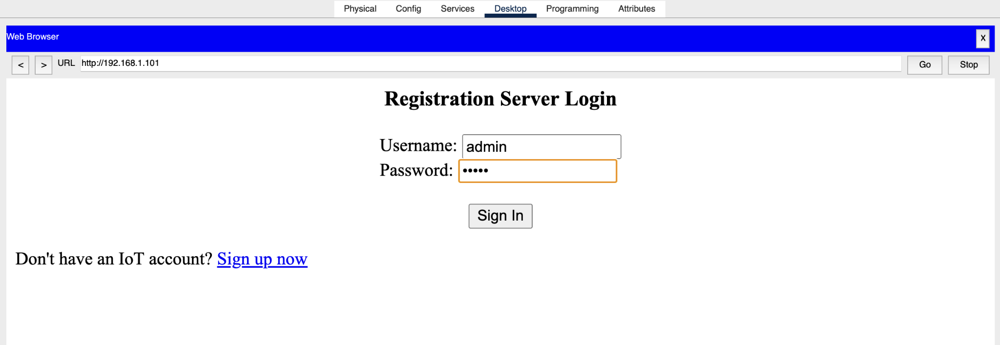 Physical Config Services Desktop Programming Attributes
Web Browser X
< > URL http://192.168.1.101 Go Stop
Registration Server Login
Username: admin
Password: •••••
Sign In
Don't have an IoT account? Sign up now